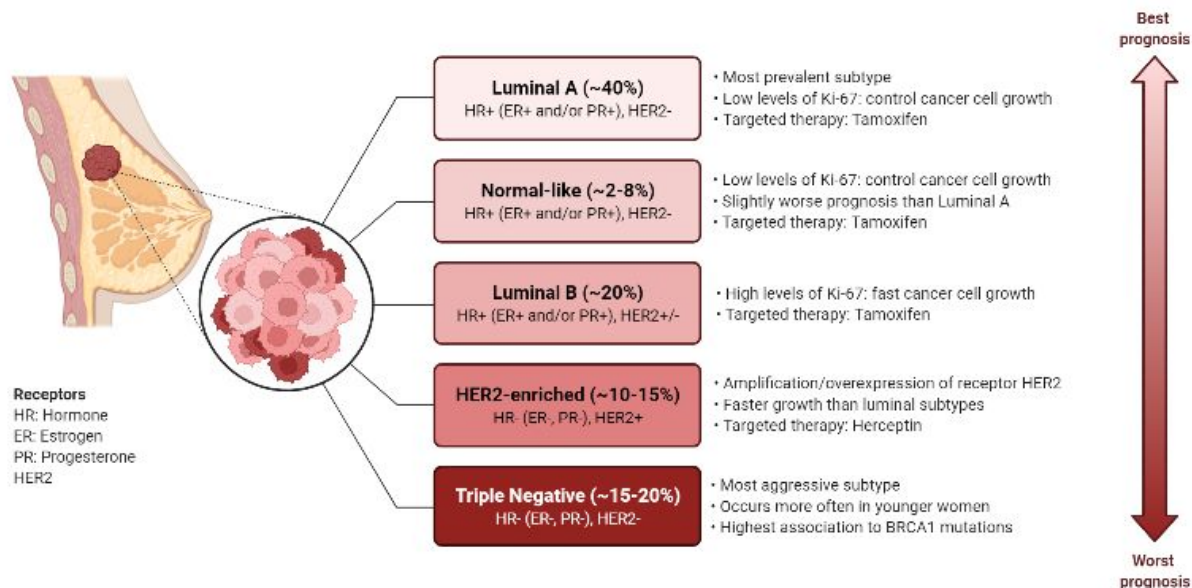 Best
prognosis
Luminal A (~40%)
HR+ (ER+ and/or PR+), HER2-
• Most prevalent subtype
• Low levels of Ki-67: control cancer cell growth
• Targeted therapy: Tamoxifen
Normal-like (~2-8%)
HR+ (ER+ and/or PR+), HER2-
• Low levels of Ki-67: control cancer cell growth
• Slightly worse prognosis than Luminal A
• Targeted therapy: Tamoxifen
Luminal B (~20%)
HR+ (ER+ and/or PR+), HER2+/-
• High levels of Ki-67: fast cancer cell growth
• Targeted therapy: Tamoxifen
HER2-enriched (~10-15%)
HR- (ER-, PR-), HER2+
• Amplification/overexpression of receptor HER2
• Faster growth than luminal subtypes
• Targeted therapy: Herceptin
Triple Negative (~15-20%)
HR- (ER-, PR-), HER2-
• Most aggressive subtype
• Occurs more often in younger women
• Highest association to BRCA1 mutations
Receptors
HR: Hormone
ER: Estrogen
PR: Progesterone
HER2
Worst
prognosis